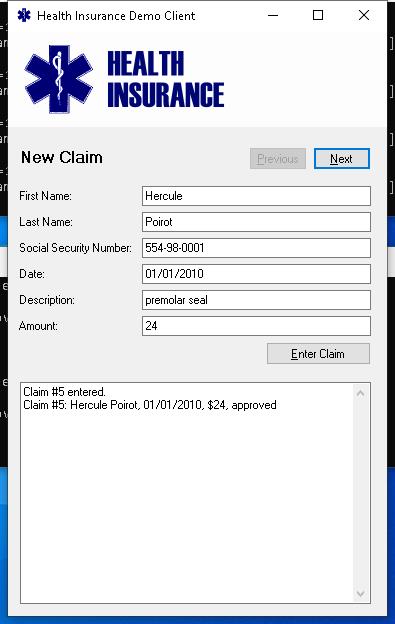 Health Insurance Demo Client
HEALTH
INSURANCE
New Claim
Previous
Next
First Name: Hercule
Last Name: Poirot
Social Security Number: 554-98-0001
Date: 01/01/2010
Description: premolar seal
Amount: 24
Enter Claim
Claim #5 entered.
Claim #5: Hercule Poirot, 01/01/2010, $24, approved